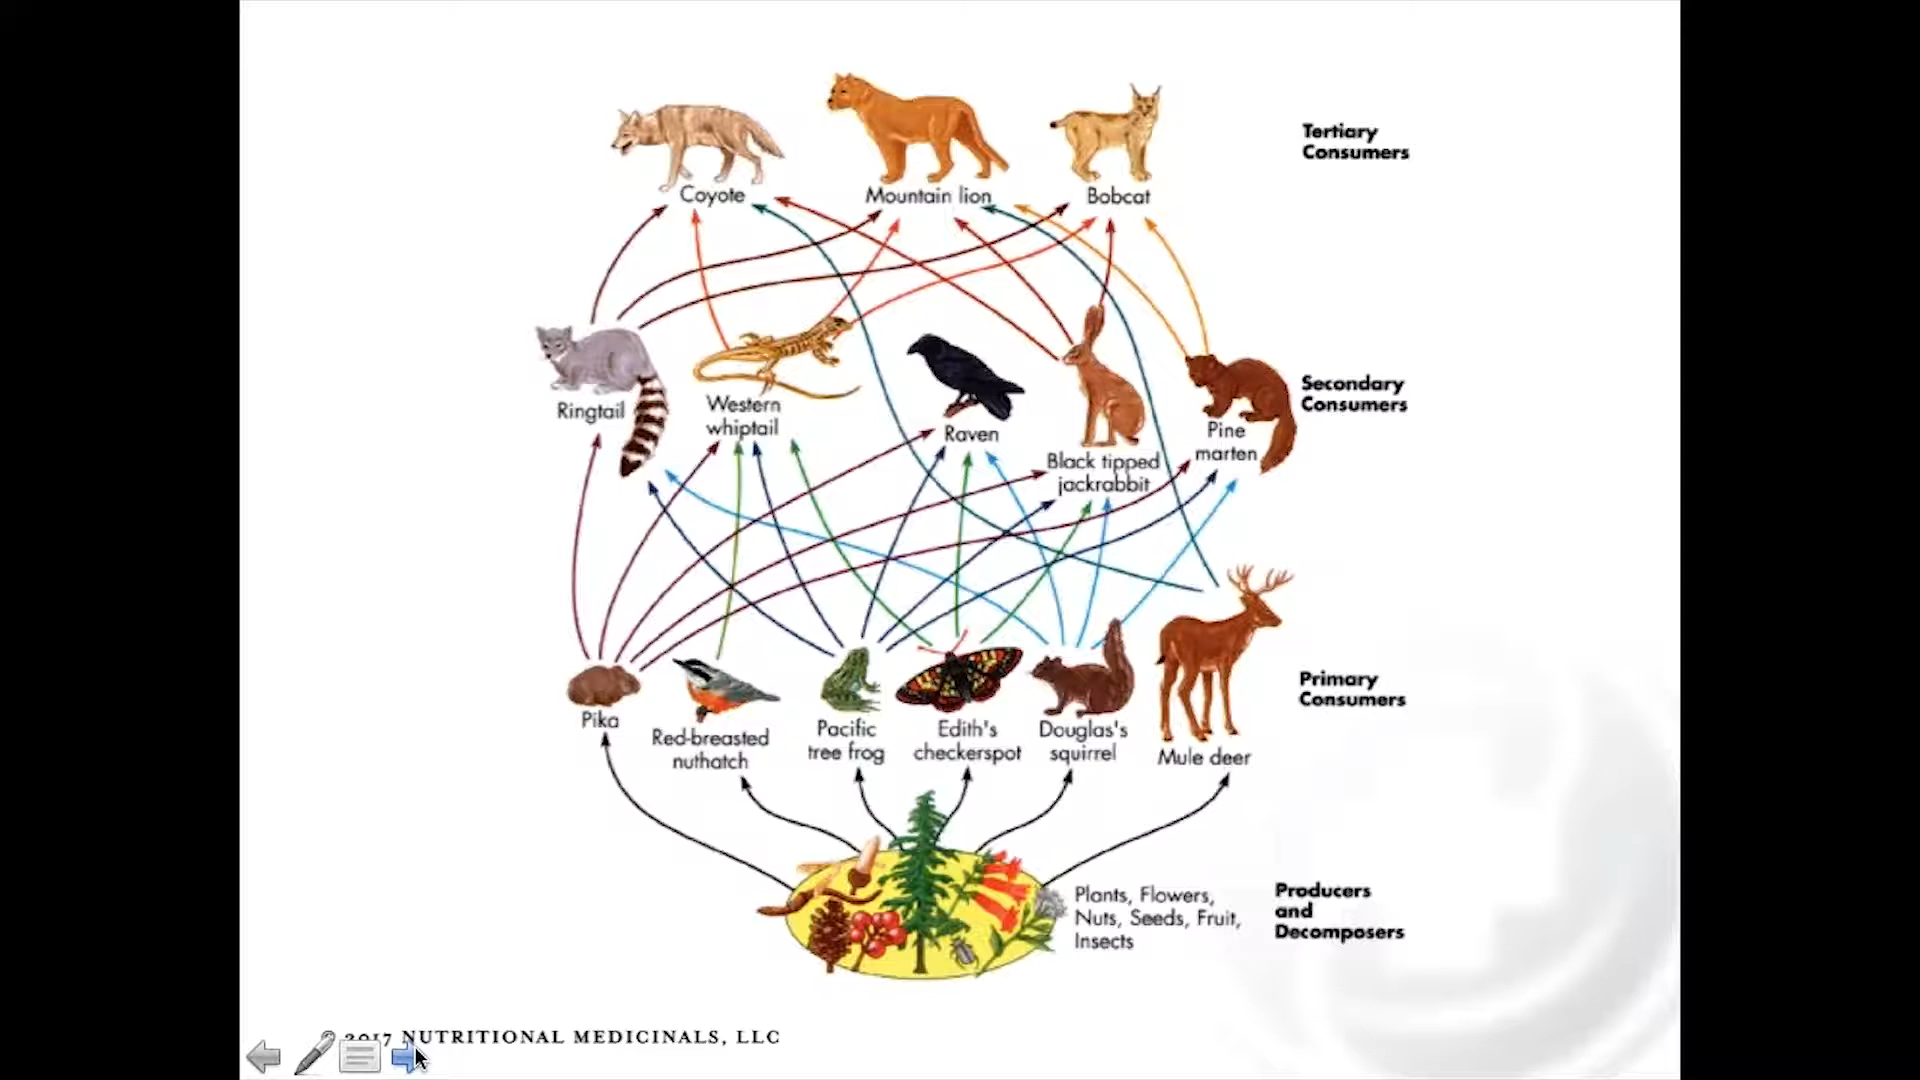 Coyote
Mountain lion
Bobcat
Tertiary
Consumers
Ringtail
Western
whiptail
Raven
Black tipped
jackrabbit
Pine
marten
Secondary
Consumers
Pika
Red-breasted
nuthatch
Pacific
tree frog
Edith's
checkerspot
Douglas's
squirrel
Mule deer
Primary
Consumers
Plants, Flowers,
Nuts, Seeds, Fruit,
Insects
Producers
and
Decomposers
© 2017 NUTRITIONAL MEDICINALS, LLC